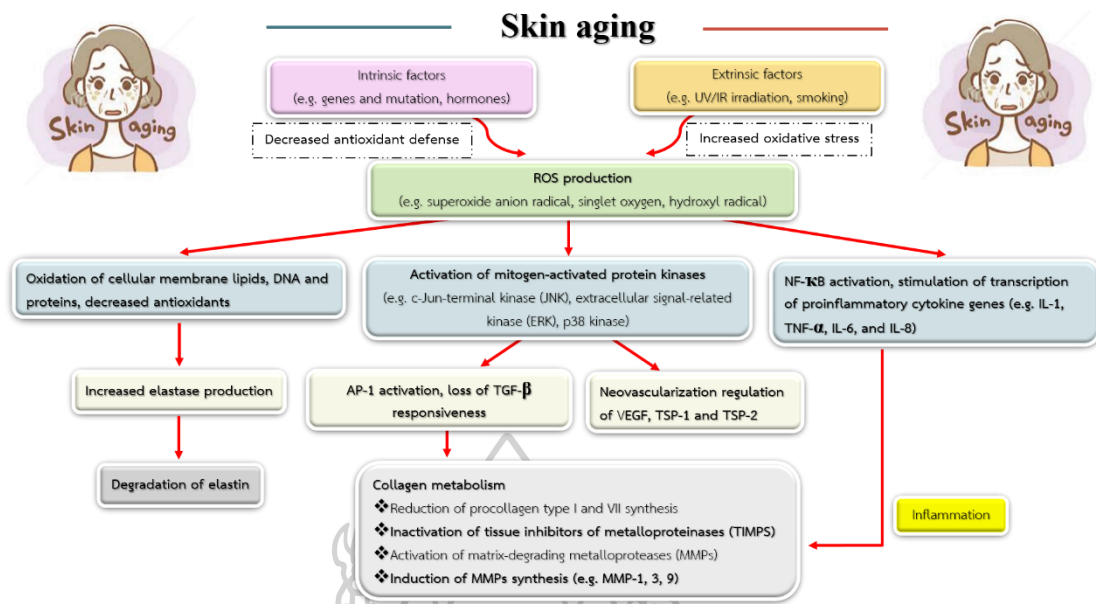 Skin aging
Skin aging
Skin aging
Intrinsic factors
(e.g. genes and mutation, hormones)
Extrinsic factors
(e.g. UV/IR irradiation, smoking)
Decreased antioxidant defense
Increased oxidative stress
ROS production
(e.g. superoxide anion radical, singlet oxygen, hydroxyl radical)
Oxidation of cellular membrane lipids, DNA and
proteins, decreased antioxidants
Activation of mitogen-activated protein kinases
(e.g. c-Jun-terminal kinase (JNK), extracellular signal-related
kinase (ERK), p38 kinase)
NF-κB activation, stimulation of transcription
of proinflammatory cytokine genes (e.g. IL-1,
TNF-α, IL-6, and IL-8)
Increased elastase production
AP-1 activation, loss of TGF-β
responsiveness
Neovascularization regulation
of VEGF, TSP-1 and TSP-2
Degradation of elastin
Collagen metabolism
❖Reduction of procollagen type I and VII synthesis
❖Inactivation of tissue inhibitors of metalloproteinases (TIMPS)
❖Activation of matrix-degrading metalloproteases (MMPs)
❖Induction of MMPs synthesis (e.g. MMP-1, 3, 9)
Inflammation